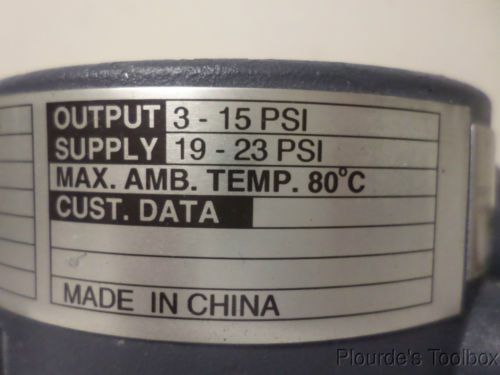 OUTPUT 3 - 15 PSI
SUPPLY 19 - 23 PSI
MAX. AMB. TEMP. 80°C
CUST. DATA
MADE IN CHINA
Plourde's Toolbox